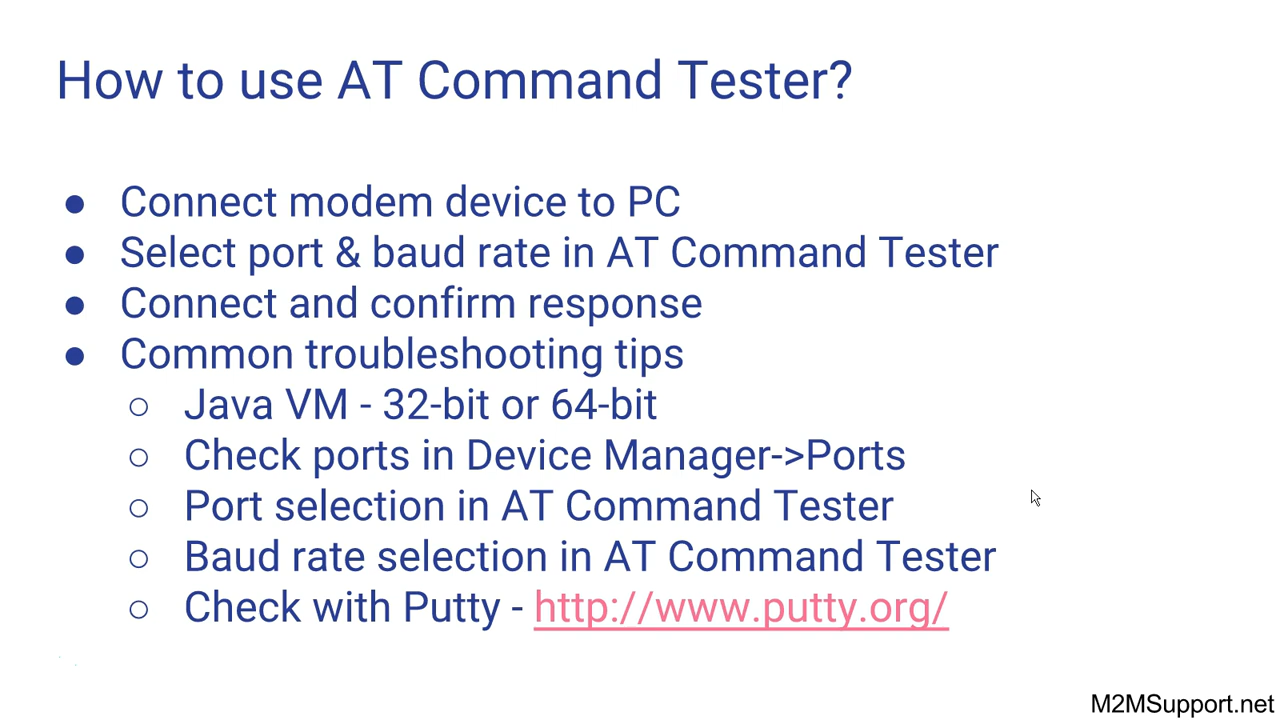 How to use AT Command Tester?
● Connect modem device to PC
● Select port & baud rate in AT Command Tester
● Connect and confirm response
● Common troubleshooting tips
○ Java VM - 32-bit or 64-bit
○ Check ports in Device Manager->Ports
○ Port selection in AT Command Tester
○ Baud rate selection in AT Command Tester
○ Check with Putty - http://www.putty.org/
M2MSupport.net